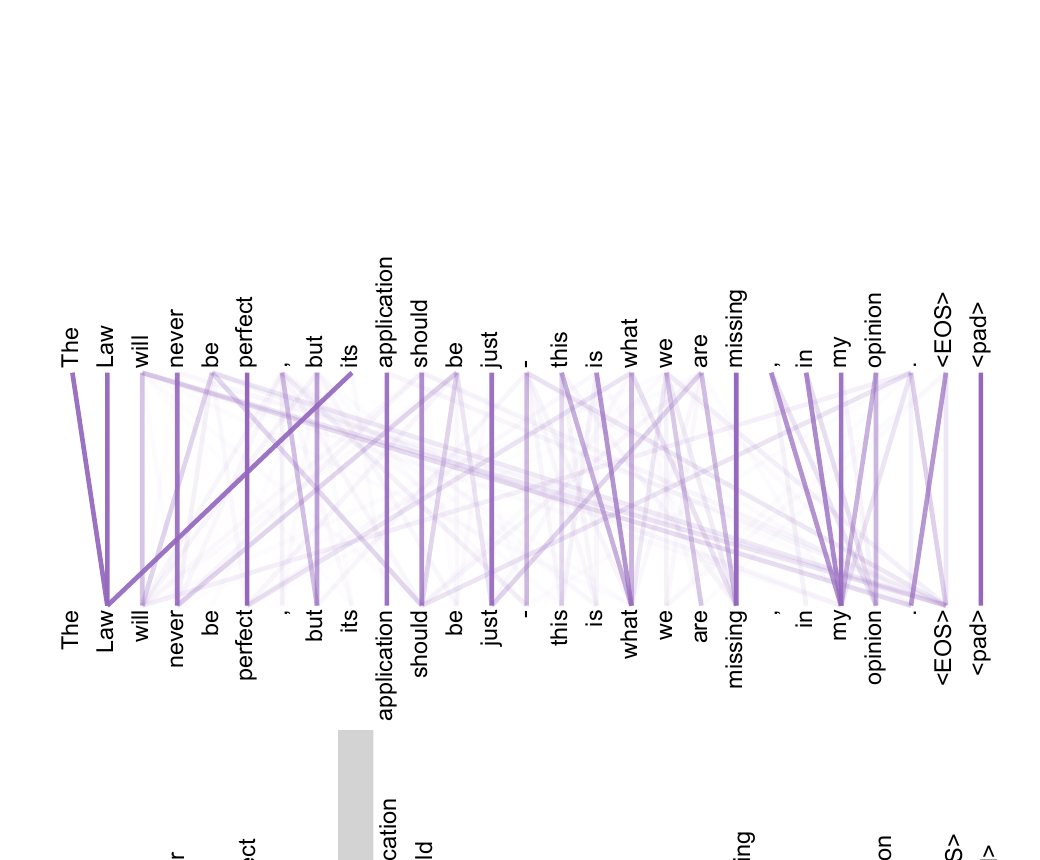 The Law will never be perfect , but its application should be just - this is what we are missing , in my opinion . <EOS> <pad>
The Law will never be perfect , but its application should be just - this is what we are missing , in my opinion . <EOS> <pad>